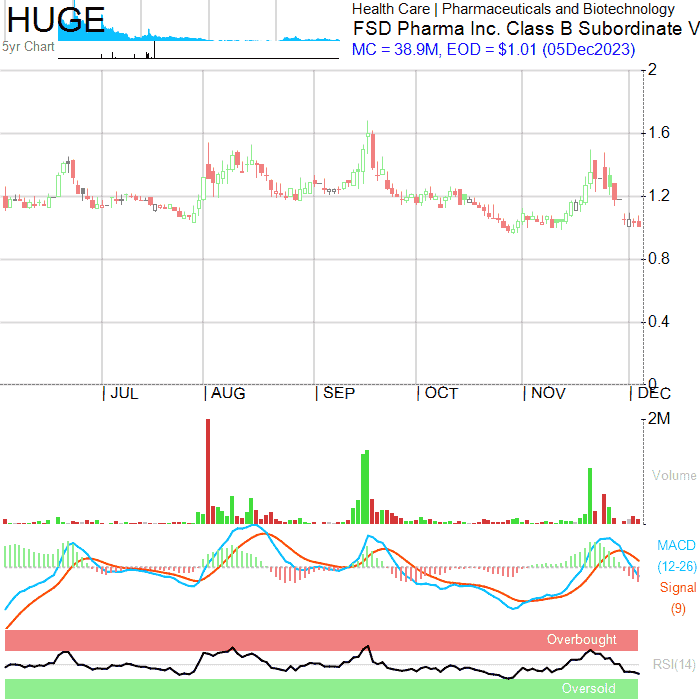 HUGE
5yr Chart
Health Care | Pharmaceuticals and Biotechnology
FSD Pharma Inc. Class B Subordinate V
MC = 38.9M, EOD = $1.01 (05Dec2023)
2
1.6
1.2
0.8
0.4
0
| JUL | AUG | SEP | OCT | NOV | DEC
2M
Volume
MACD
(12-26)
Signal
(9)
Overbought
RSI(14)
Oversold